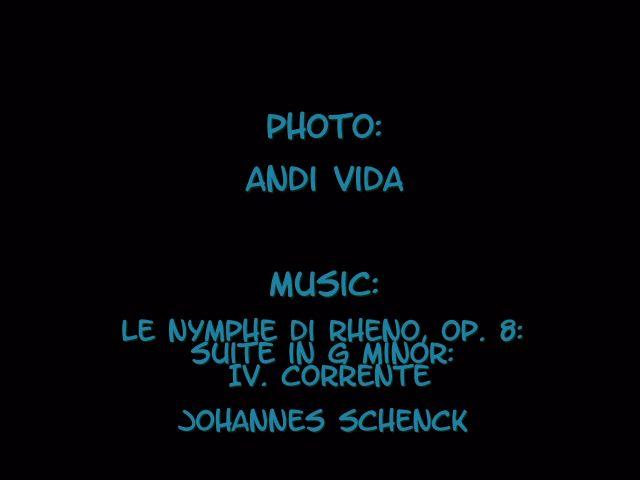 PHOTO:
ANDI VIDA
MUSIC:
LE NYMPHE DI RHENO, OP. 8:
SUITE IN G MINOR:
IV. CORRENTE
JOHANNES SCHENCK